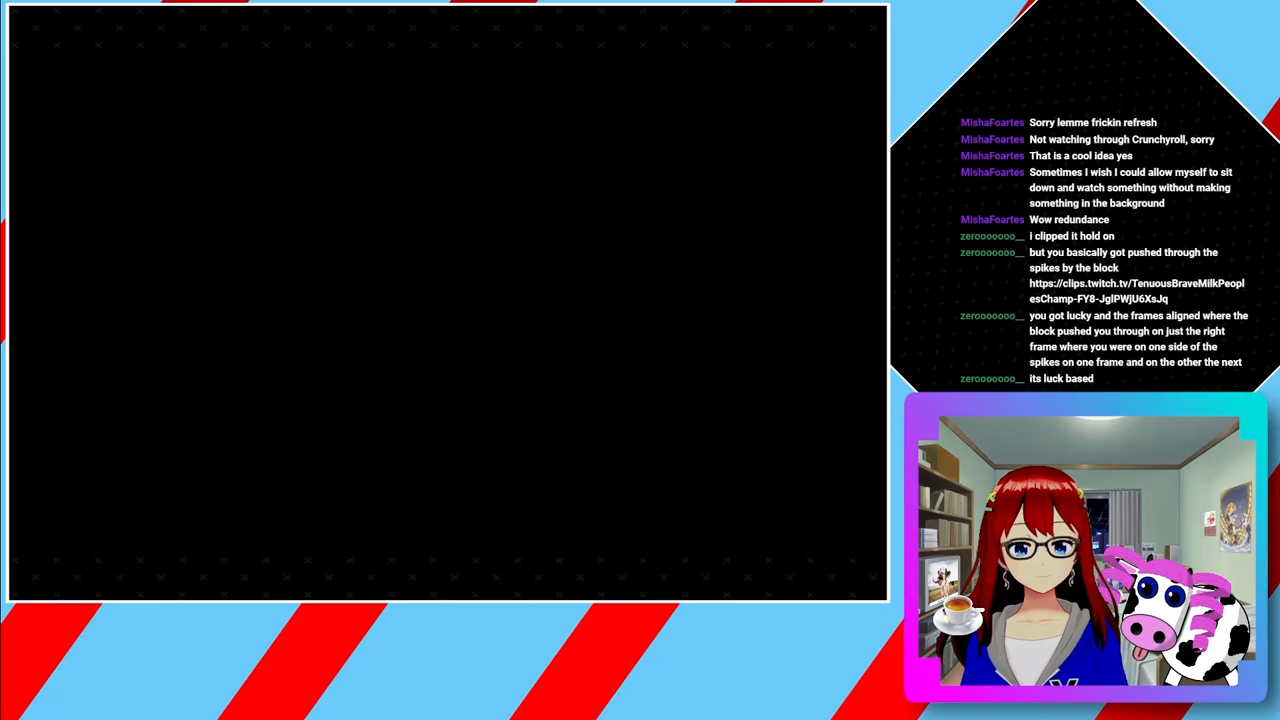 MishaFoartes Sorry lemme frickin refresh
MishaFoartes Not watching through Crunchyroll, sorry
MishaFoartes That is a cool idea yes
MishaFoartes Sometimes I wish I could allow myself to sit
down and watch something without making
something in the background
MishaFoartes Wow redundance
zerooooooo__ i clipped it hold on
zerooooooo__ but you basically got pushed through the
spikes by the block
https://clips.twitch.tv/TenuousBraveMilkPeopl
esChamp-FY8-JglPWjU6XsJq
zerooooooo__ you got lucky and the frames aligned where the
block pushed you through on just the right
frame where you were on one side of the
spikes on one frame and on the other the next
zerooooooo__ its luck based